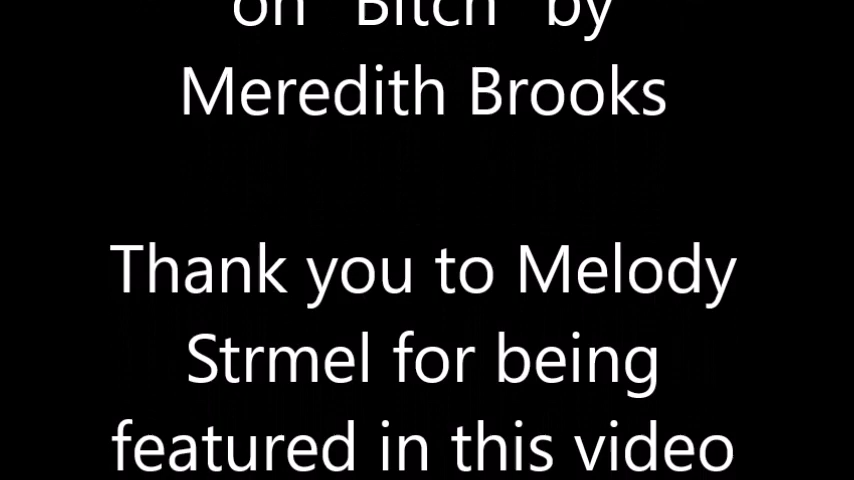 on "Bitch" by
Meredith Brooks
Thank you to Melody
Strmel for being
featured in this video